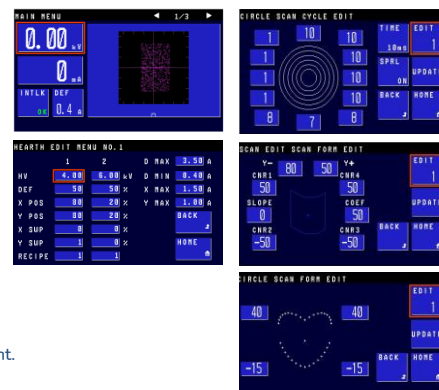 MAIN MENU
1/3
0.00 kV
0 mA
INTLK DEF
OK 0.4 A
HEARTH EDIT MENU NO.1
1 2 D MAX 3.50 A
HV 4.00 6.00 kV D MIN 0.40 A
DEF 50 50 % X MAX 1.50 A
X POS 80 20 % Y MAX 1.00 A
Y POS 80 20 % BACK
X SUP 0 0 %
Y SUP 1 0 % HOME
RECIPE 1 1
CIRCLE SCAN CYCLE EDIT
TIME EDIT
10ms 1
SPRL UPDAT
ON
BACK HOME
1 10 10
1 10
1 10
1 10
8 7 8
SCAN EDIT SCAN FORM EDIT
Y- 80 50 Y+
CNR1 CNR4
50 50
SLOPE COEF
0 50
CNR2 CNR3
-50 -50
EDIT
1
UPDAT
BACK HOME
CIRCLE SCAN FORM EDIT
40 40
-15 -15
EDIT
1
UPDAT
BACK HOME
nt.